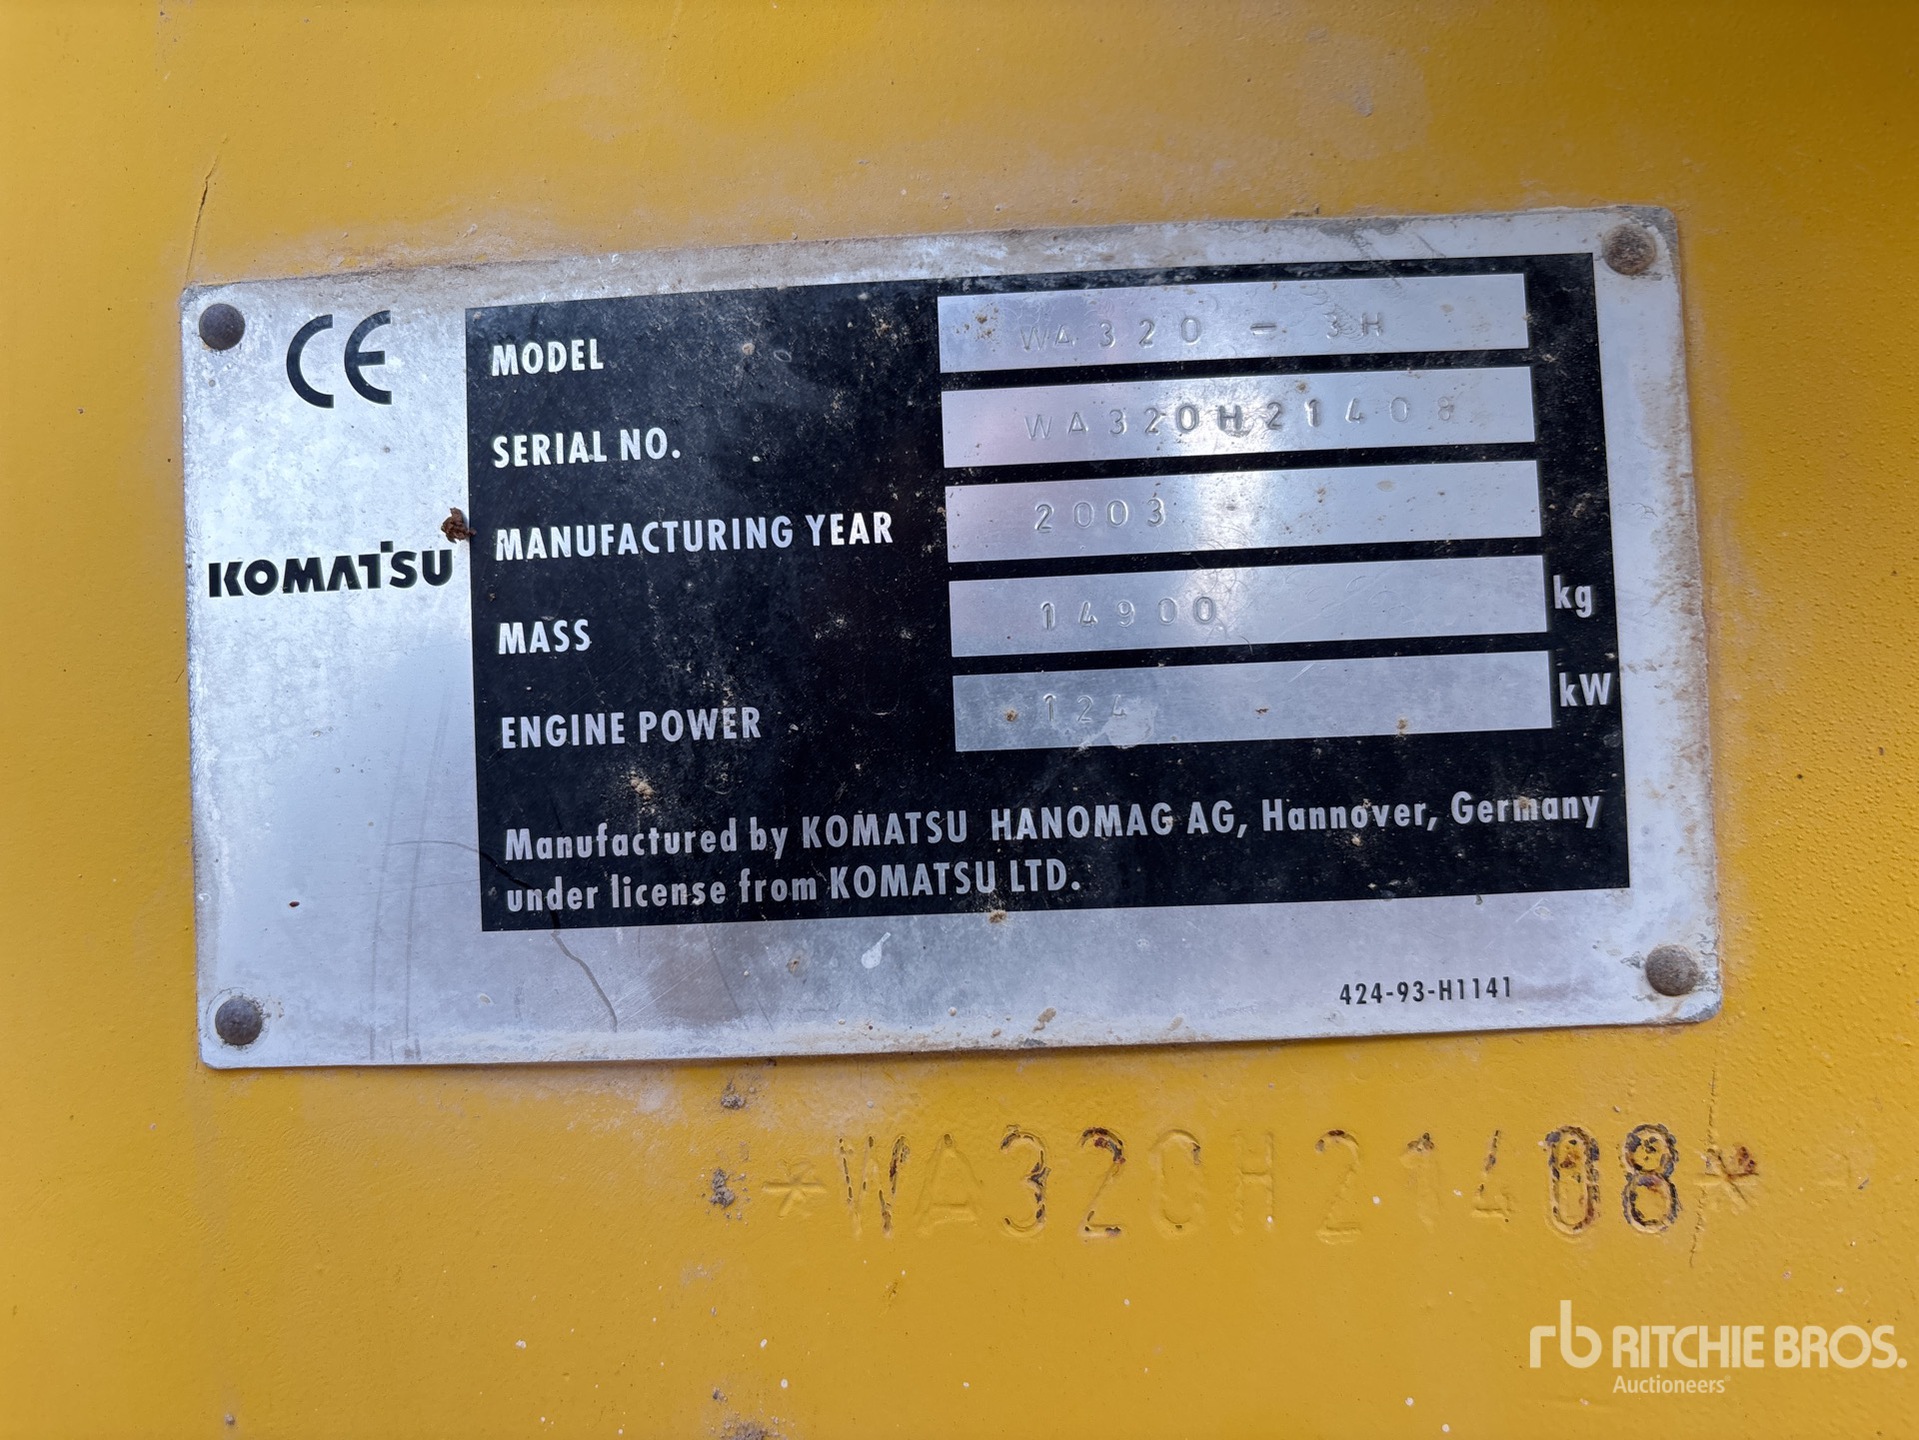 CE
KOMATSU
MODEL WA320-3H
SERIAL NO. WA320H21408
MANUFACTURING YEAR 2003
MASS 14900 kg
ENGINE POWER 124 kW
Manufactured by KOMATSU HANOMAG AG, Hannover, Germany
under license from KOMATSU LTD.
424-93-H1141
*WA320H21408*
rb RITCHIE BROS.
Auctioneers